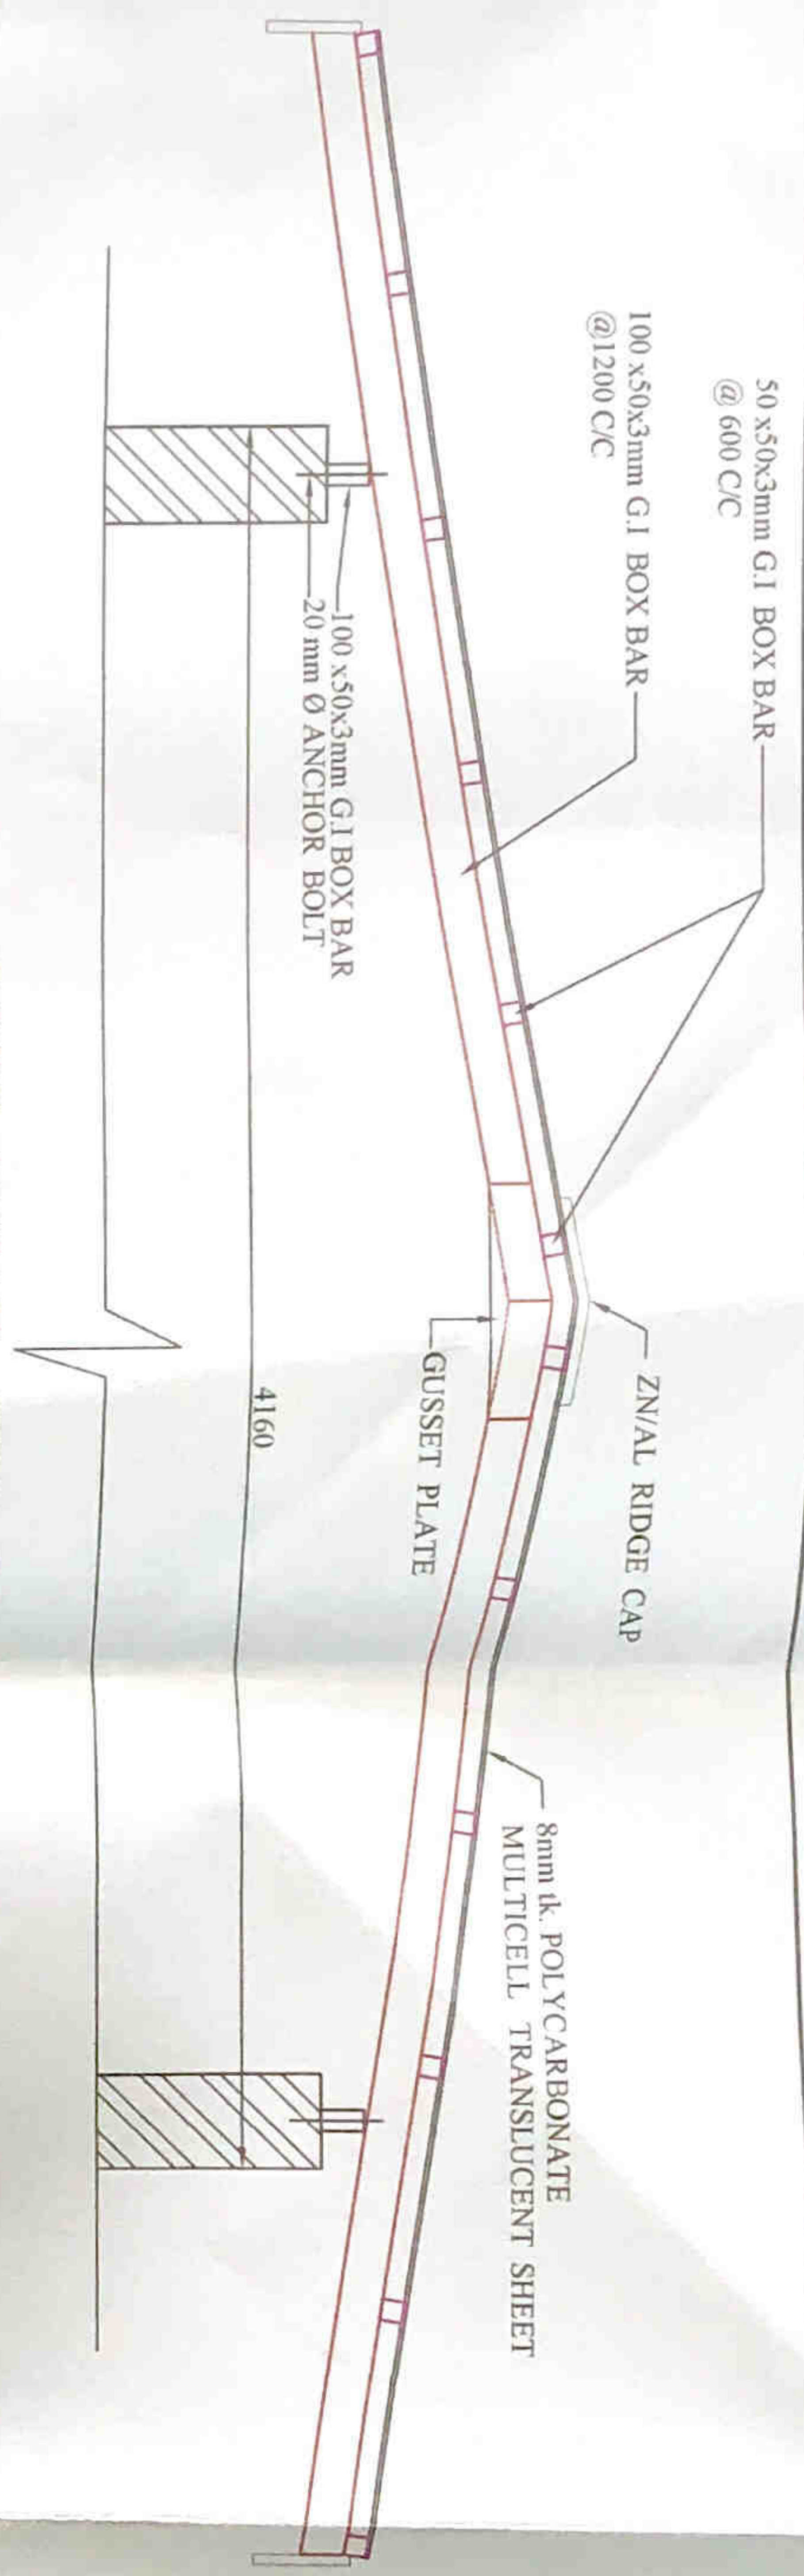 50 x50x3mm G.I BOX BAR
@ 600 C/C
100 x50x3mm G.I BOX BAR
@1200 C/C
ZN/AL RIDGE CAP
8mm tk. POLYCARBONATE
MULTICELL TRANSLUCENT SHEET
100 x50x3mm G.I BOX BAR
20 mm Ø ANCHOR BOLT
GUSSET PLATE
4160